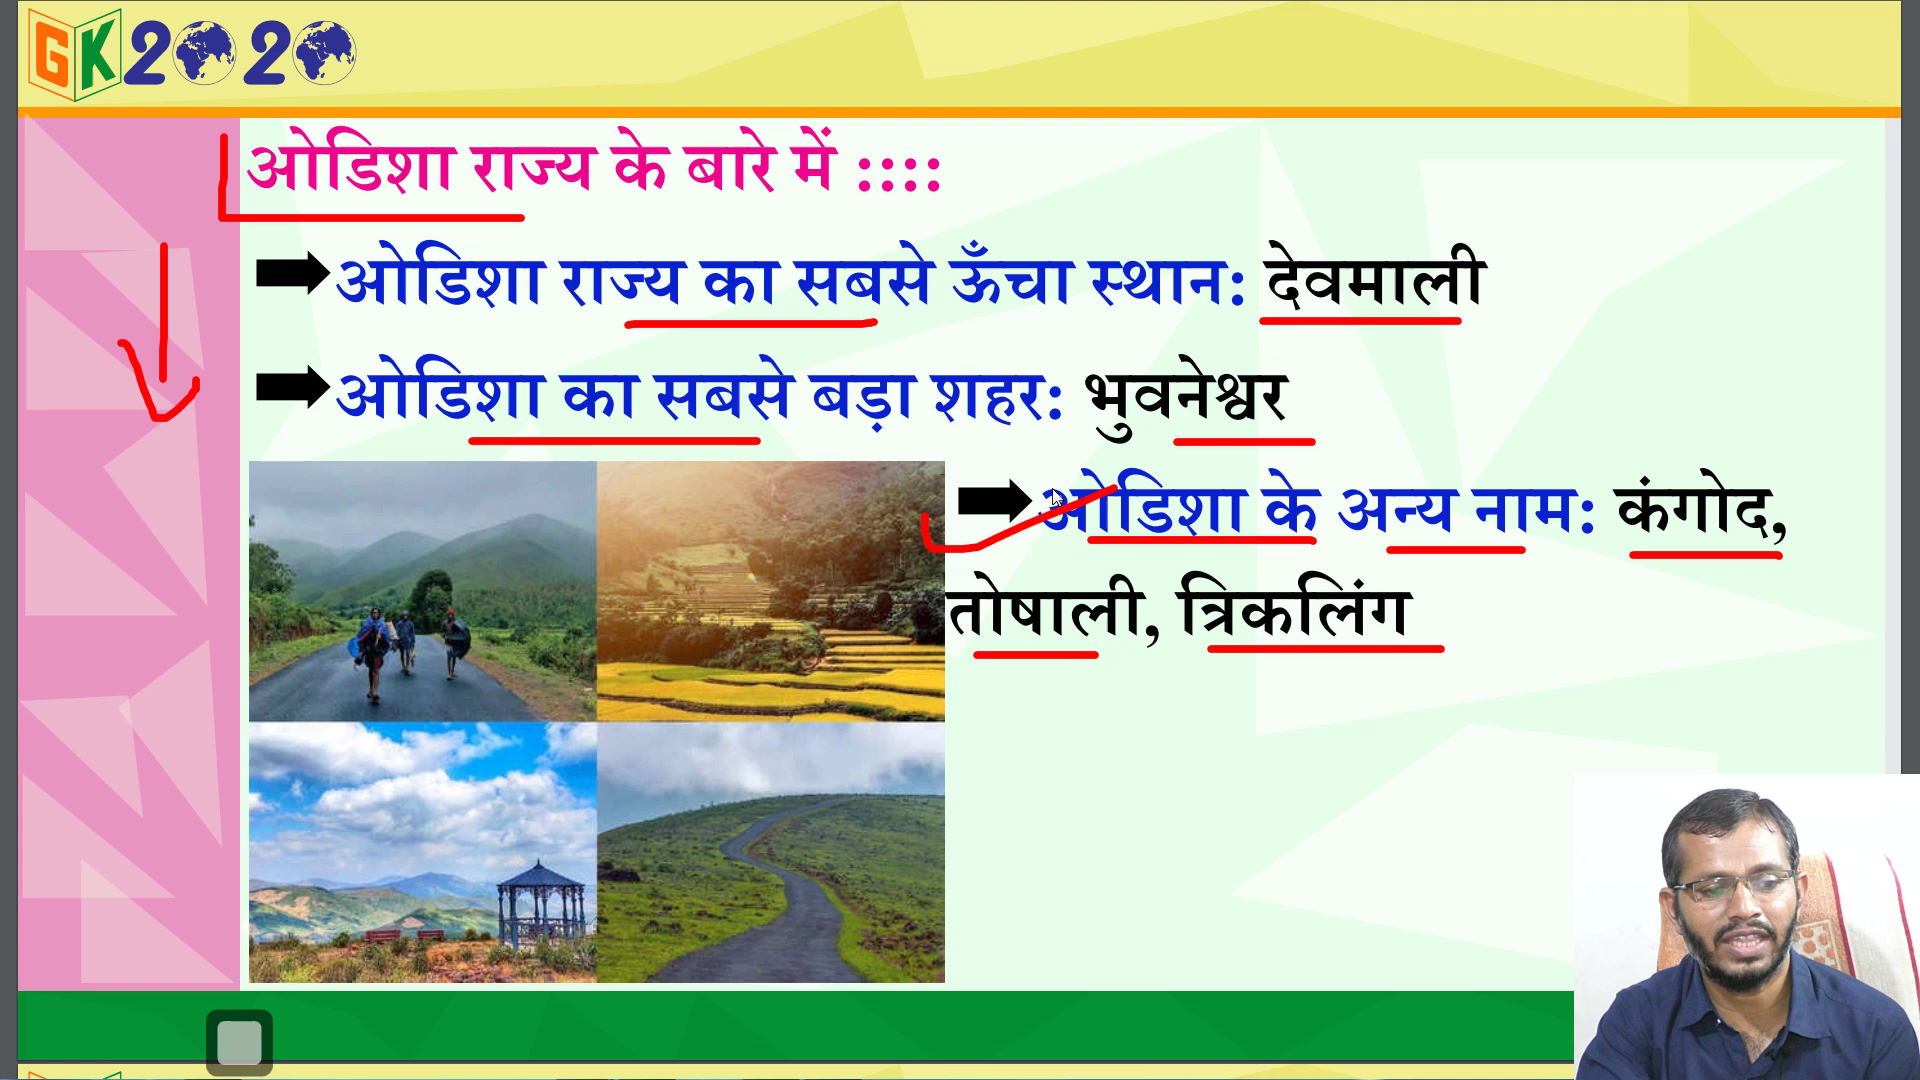 GK2020
ओडिशा राज्य के बारे में ::::
ओडिशा राज्य का सबसे ऊँचा स्थान: देवमाली
ओडिशा का सबसे बड़ा शहर: भुवनेश्वर
ओडिशा के अन्य नाम: कंगोद,
तोषाली, त्रिकलिंग